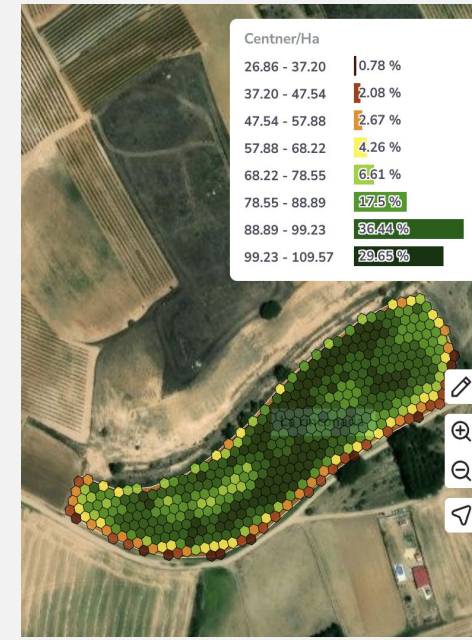 Centner/Ha
26.86 - 37.20 0.78 %
37.20 - 47.54 2.08 %
47.54 - 57.88 2.67 %
57.88 - 68.22 4.26 %
68.22 - 78.55 6.61 %
78.55 - 88.89 17.5 %
88.89 - 99.23 36.44 %
99.23 - 109.57 29.65 %